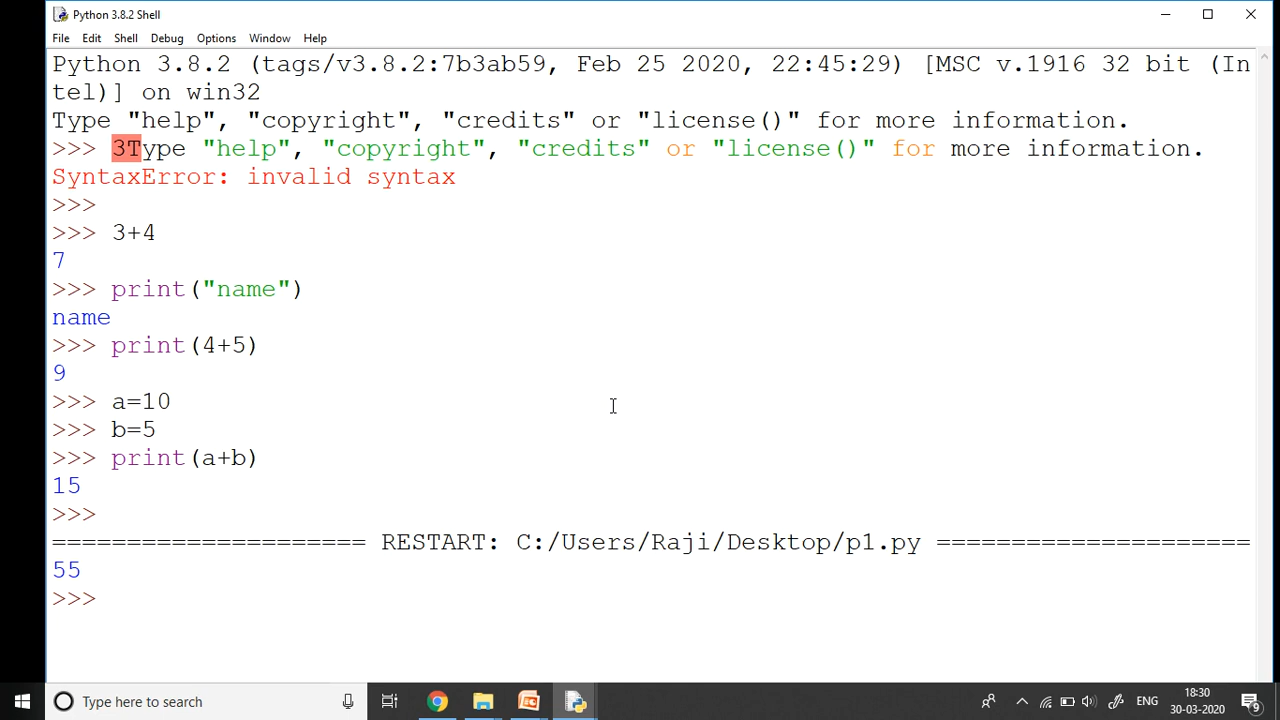 Python 3.8.2 Shell
File Edit Shell Debug Options Window Help
Python 3.8.2 (tags/v3.8.2:7b3ab59, Feb 25 2020, 22:45:29) [MSC v.1916 32 bit (In
tel)] on win32
Type "help", "copyright", "credits" or "license()" for more information.
>>> 3Type "help", "copyright", "credits" or "license()" for more information.
SyntaxError: invalid syntax
>>>
>>> 3+4
7
>>> print("name")
name
>>> print(4+5)
9
>>> a=10
>>> b=5
>>> print(a+b)
15
>>>
===================== RESTART: C:/Users/Raji/Desktop/p1.py =====================
55
>>>
Type here to search
ENG
18:30
30-03-2020
9